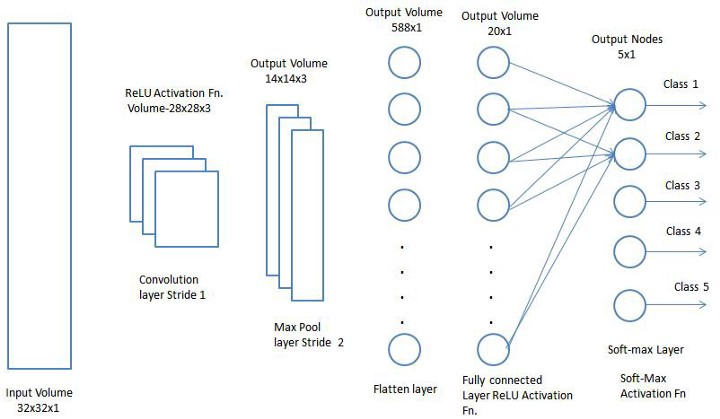 Output Volume
588x1
Output Volume
20x1
Output Nodes
5x1
Output Volume
14x14x3
ReLU Activation Fn.
Volume-28x28x3
Class 1
Class 2
Class 3
Class 4
Class 5
Convolution
layer Stride 1
Max Pool
layer Stride 2
Soft-max Layer
Flatten layer
Fully connected
Layer ReLU Activation
Fn.
Soft-Max
Activation Fn
Input Volume
32x32x1